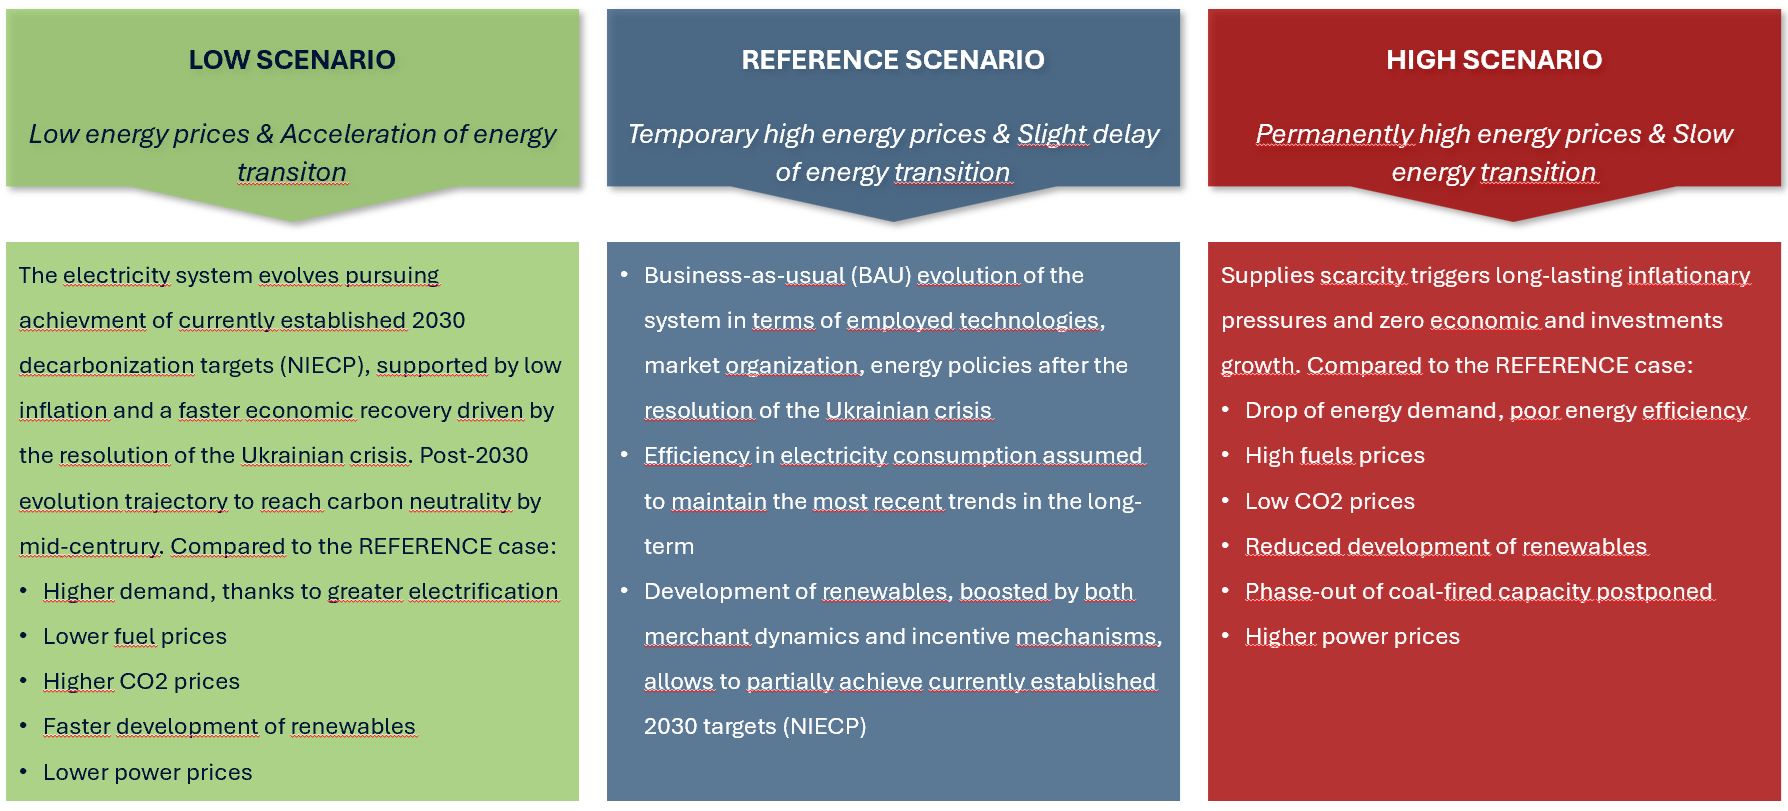 LOW SCENARIO
Low energy prices & Acceleration of energy
transiton
The electricity system evolves pursuing
achievment of currently established 2030
decarbonization targets (NIECP), supported by low
inflation and a faster economic recovery driven by
the resolution of the Ukrainian crisis. Post-2030
evolution trajectory to reach carbon neutrality by
mid-centrury. Compared to the REFERENCE case:
• Higher demand, thanks to greater electrification
• Lower fuel prices
• Higher CO2 prices
• Faster development of renewables
• Lower power prices
REFERENCE SCENARIO
Temporary high energy prices & Slight delay
of energy transition
• Business-as-usual (BAU) evolution of the
system in terms of employed technologies,
market organization, energy policies after the
resolution of the Ukrainian crisis
• Efficiency in electricity consumption assumed
to maintain the most recent trends in the long-
term
• Development of renewables, boosted by both
merchant dynamics and incentive mechanisms,
allows to partially achieve currently established
2030 targets (NIECP)
HIGH SCENARIO
Permanently high energy prices & Slow
energy transition
Supplies scarcity triggers long-lasting inflationary
pressures and zero economic and investments
growth. Compared to the REFERENCE case:
• Drop of energy demand, poor energy efficiency
• High fuels prices
• Low CO2 prices
• Reduced development of renewables
• Phase-out of coal-fired capacity postponed
• Higher power prices